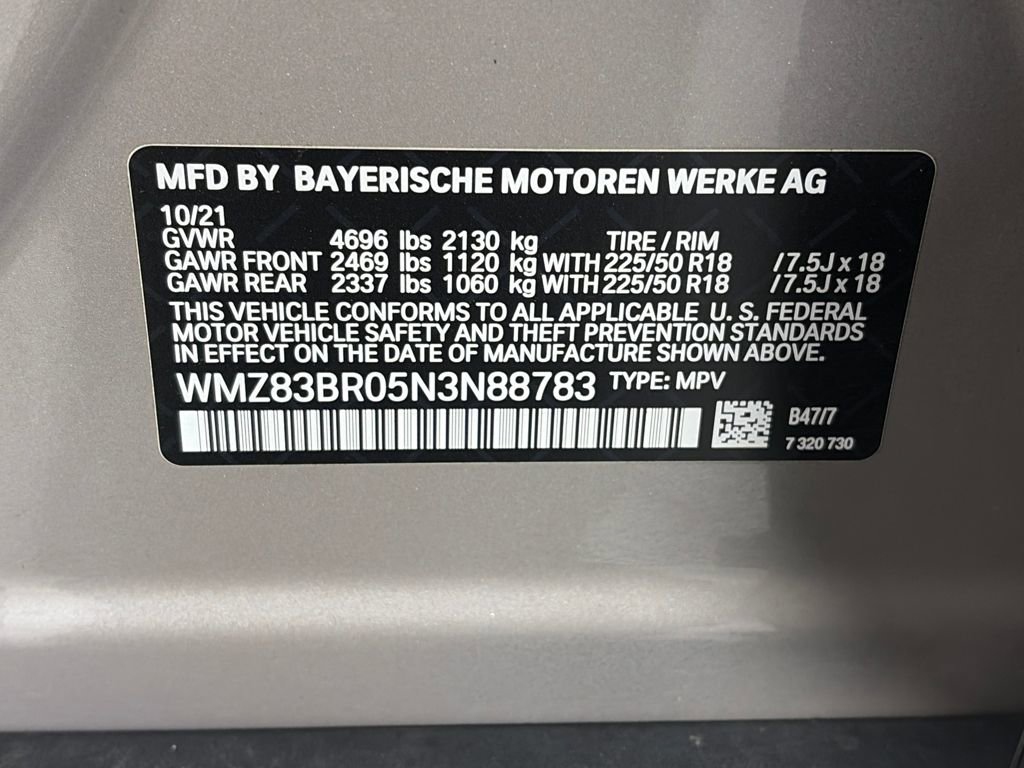 MFD BY BAYERISCHE MOTOREN WERKE AG
10/21
GVWR 4696 lbs 2130 kg TIRE / RIM
GAWR FRONT 2469 lbs 1120 kg WITH 225/50 R18 /7.5J x 18
GAWR REAR 2337 lbs 1060 kg WITH 225/50 R18 /7.5J x 18
THIS VEHICLE CONFORMS TO ALL APPLICABLE U. S. FEDERAL
MOTOR VEHICLE SAFETY AND THEFT PREVENTION STANDARDS
IN EFFECT ON THE DATE OF MANUFACTURE SHOWN ABOVE.
WMZ83BR05N3N88783 TYPE: MPV
B47/7
7 320 730